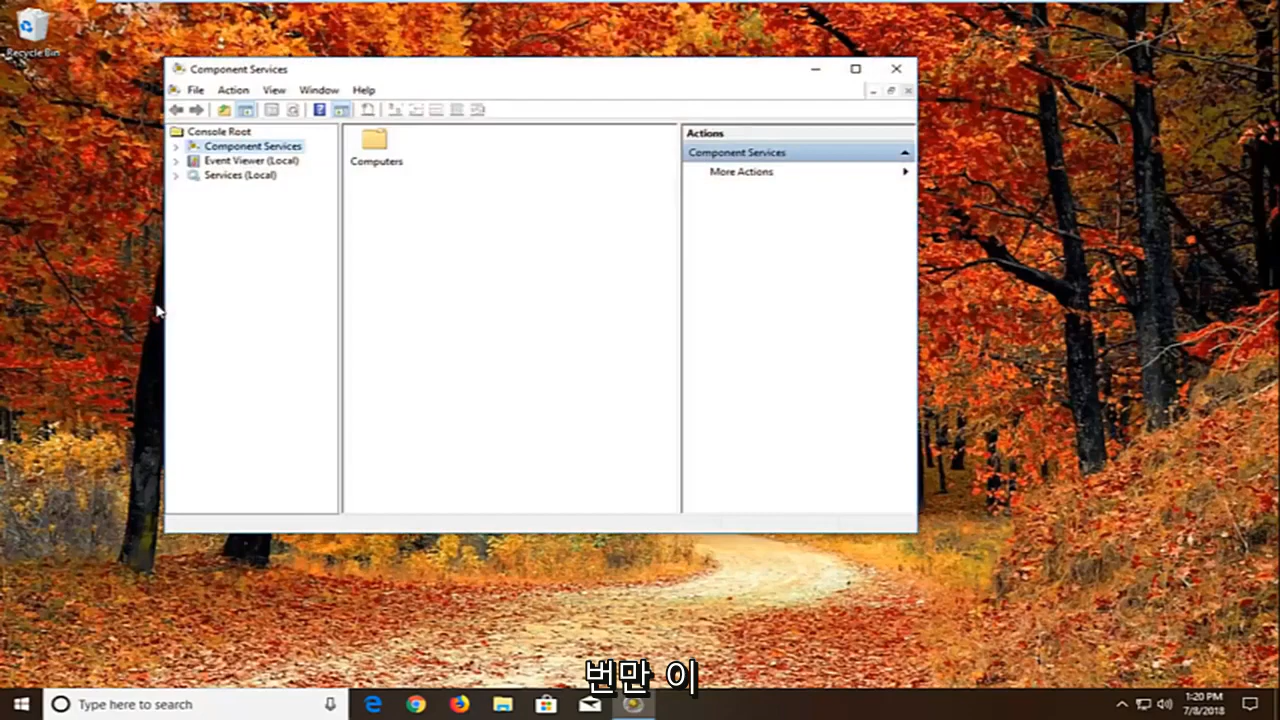 Recycle Bin
Component Services
File Action View Window Help
Console Root
Component Services
Event Viewer (Local)
Services (Local)
Computers
Actions
Component Services
More Actions
번만 이
Type here to search
1:20 PM
7/8/2018